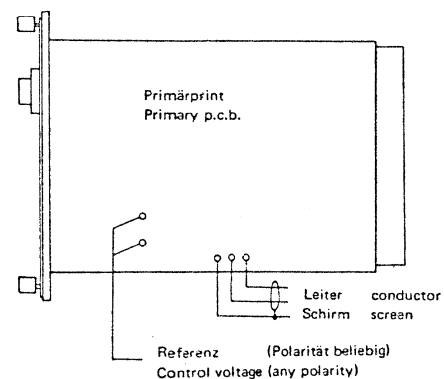 Primärprint
Primary p.c.b.
Leiter conductor
Schirm screen
Referenz (Polarität beliebig)
Control voltage (any polarity)